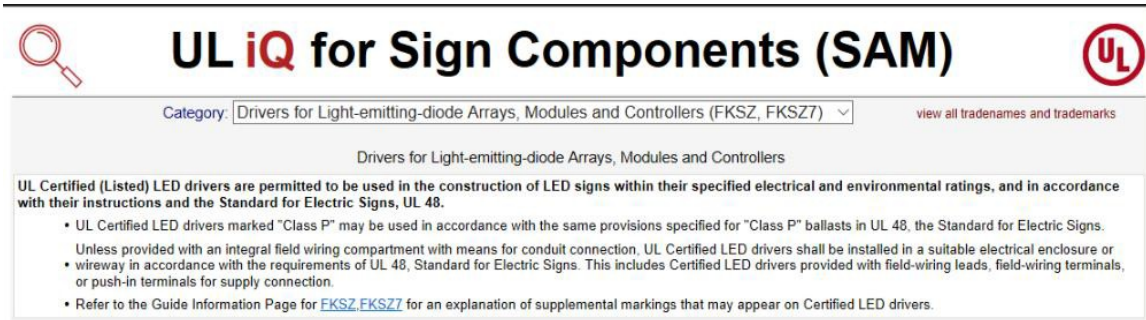 UL iQ for Sign Components (SAM)
UL
Category: Drivers for Light-emitting-diode Arrays, Modules and Controllers (FKSZ, FKSZ7)
view all tradenames and trademarks
Drivers for Light-emitting-diode Arrays, Modules and Controllers
UL Certified (Listed) LED drivers are permitted to be used in the construction of LED signs within their specified electrical and environmental ratings, and in accordance
with their instructions and the Standard for Electric Signs, UL 48.
• UL Certified LED drivers marked "Class P" may be used in accordance with the same provisions specified for "Class P" ballasts in UL 48, the Standard for Electric Signs.
Unless provided with an integral field wiring compartment with means for conduit connection, UL Certified LED drivers shall be installed in a suitable electrical enclosure or
• wireway in accordance with the requirements of UL 48, Standard for Electric Signs. This includes Certified LED drivers provided with field-wiring leads, field-wiring terminals,
or push-in terminals for supply connection.
• Refer to the Guide Information Page for FKSZ,FKSZ7 for an explanation of supplemental markings that may appear on Certified LED drivers.